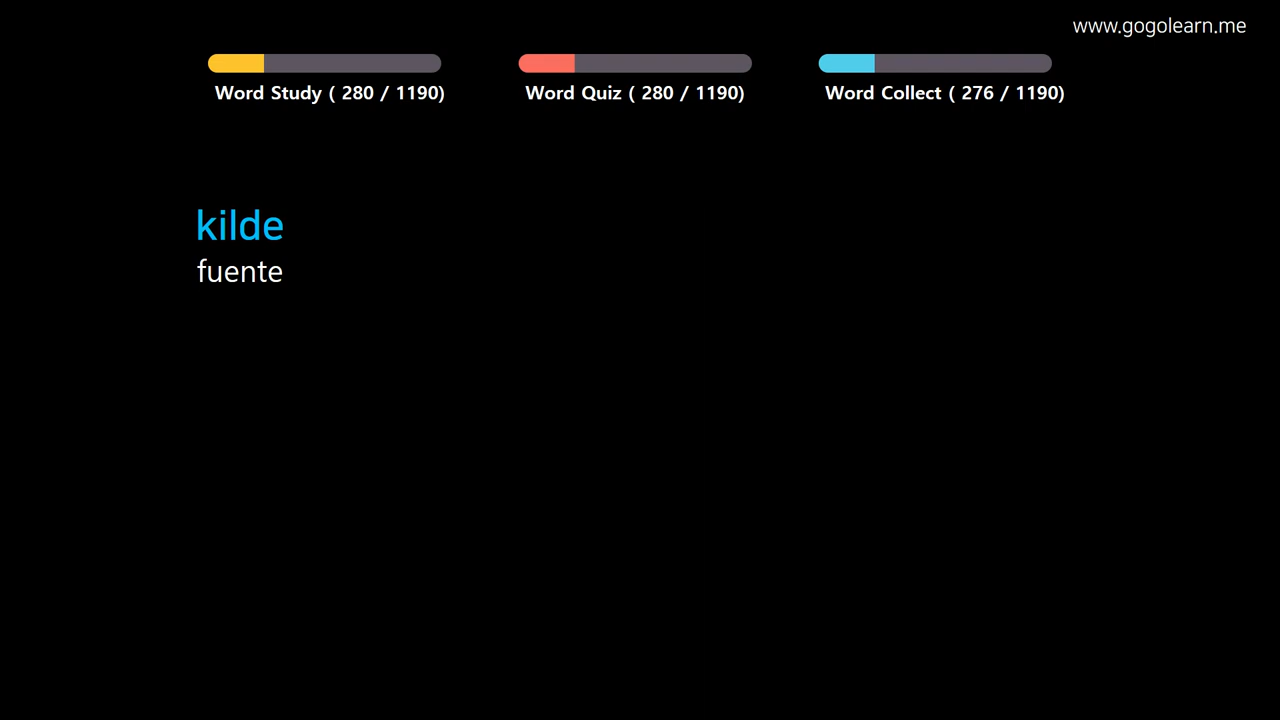 www.gogolearn.me
Word Study ( 280 / 1190)
Word Quiz ( 280 / 1190)
Word Collect ( 276 / 1190)
kilde
fuente